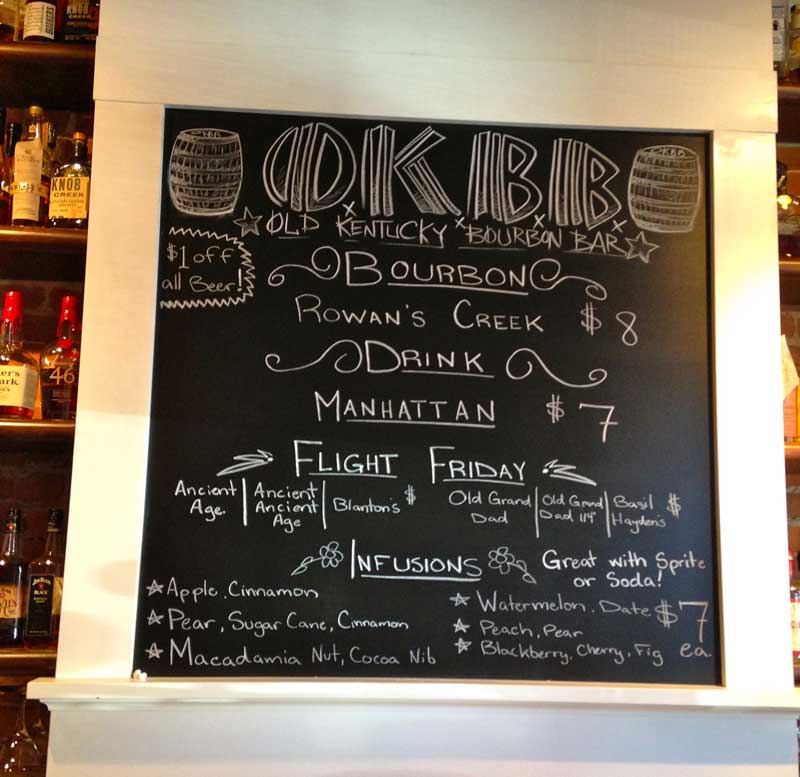 OKBB
OLD KENTUCKY BOURBON BAR
$1 off
all Beer!
BOURBON
ROWAN'S CREEK $8
DRINK
MANHATTAN $7
FLIGHT FRIDAY
Ancient Age. | Ancient Ancient Age | Blanton's $
Old Grand Dad | Old Grand Dad 114 | Basil Hayden's $
INFUSIONS
Great with Sprite
or Soda!
Apple, Cinnamon
Pear, Sugar Cane, Cinnamon
Macadamia Nut, Cocoa Nib
Watermelon, Date
Peach, Pear
Blackberry, Cherry, Fig
$7
ea.
KNOB
CREEK
KNOB
CREEK
46